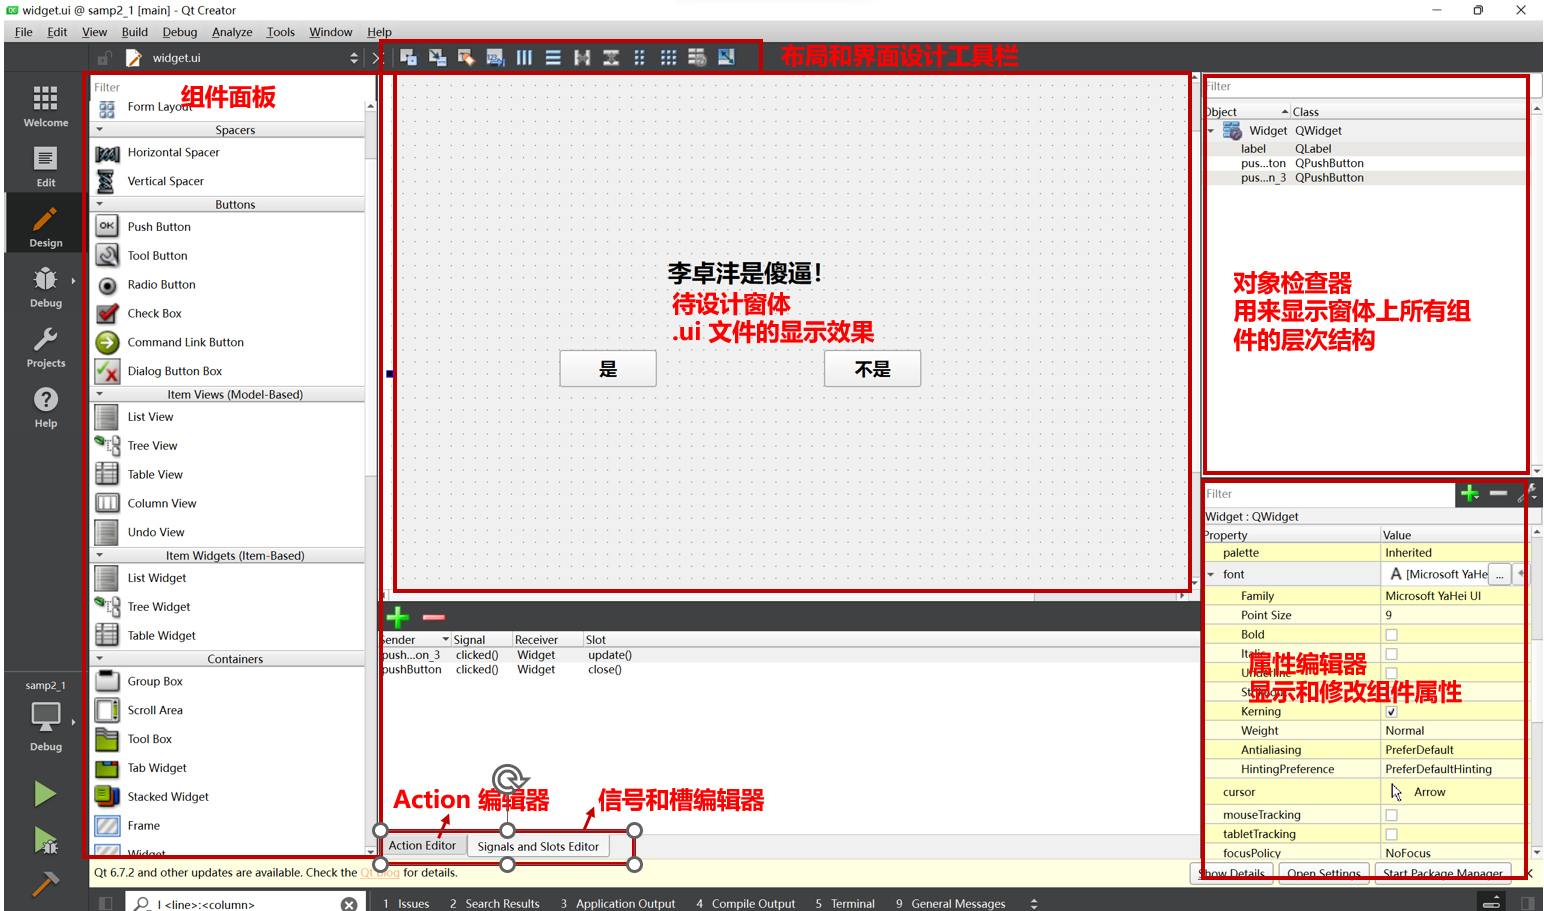 widget.ui @ samp2_1 [main] - Qt Creator
File Edit View Build Debug Analyze Tools Window Help
widget.ui
布局和界面设计工具栏
Welcome
Edit
Design
Debug
Projects
Help
samp2_1
Debug
Filter
组件面板
Form Layout
Spacers
Horizontal Spacer
Vertical Spacer
Buttons
Push Button
Tool Button
Radio Button
Check Box
Command Link Button
Dialog Button Box
Item Views (Model-Based)
List View
Tree View
Table View
Column View
Undo View
Item Widgets (Item-Based)
List Widget
Tree Widget
Table Widget
Containers
Group Box
Scroll Area
Tool Box
Tab Widget
Stacked Widget
Frame
Widget
李卓沣是傻逼!
待设计窗体
.ui 文件的显示效果
是 不是
Sender Signal Receiver Slot
push...on_3 clicked() Widget update()
pushButton clicked() Widget close()
Action 编辑器 信号和槽编辑器
Action Editor Signals and Slots Editor
Filter
Object Class
Widget QWidget
label QLabel
pus...ton QPushButton
pus...n_3 QPushButton
对象检查器
用来显示窗体上所有组
件的层次结构
Filter
Widget : QWidget
Property Value
palette Inherited
font A [Microsoft YaHe ...
Family Microsoft YaHei UI
Point Size 9
Bold
Italic
属性编辑器
Underline
显示和修改组件属性
Kerning
Weight Normal
Antialiasing PreferDefault
HintingPreference PreferDefaultHinting
cursor Arrow
mouseTracking
tabletTracking
focusPolicy NoFocus
Qt 6.7.2 and other updates are available. Check the Qt blog for details.
Show Details Open Settings Start Package Manager
l <line>:<column>
1 Issues 2 Search Results 3 Application Output 4 Compile Output 5 Terminal 9 General Messages